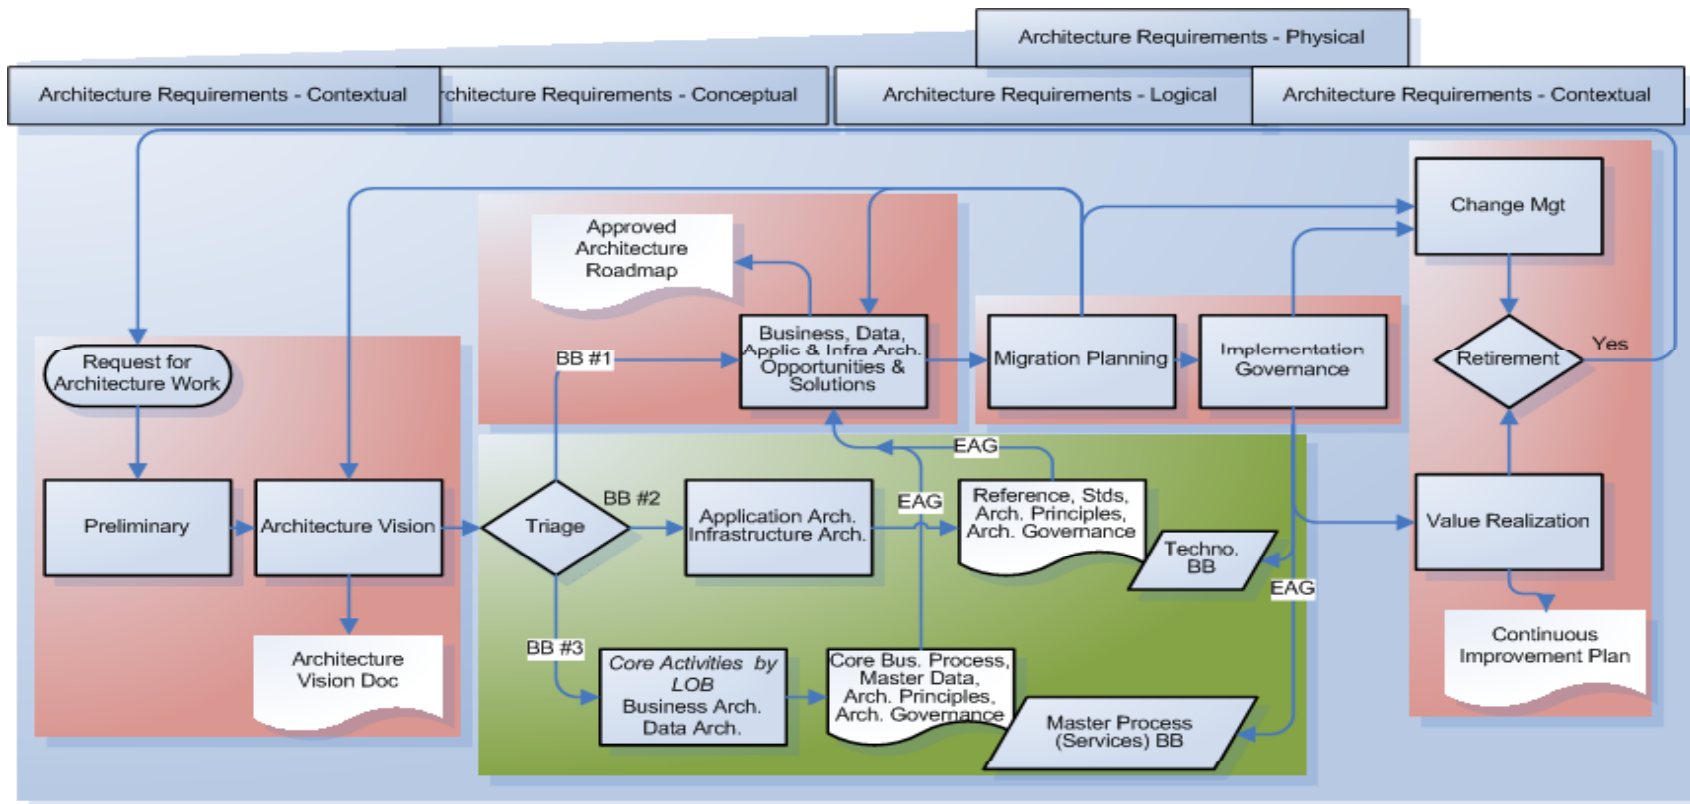 Architecture Requirements - Physical
Architecture Requirements - Contextual
rchitecture Requirements - Conceptual
Architecture Requirements - Logical
Architecture Requirements - Contextual
Change Mgt
Approved
Architecture
Roadmap
Request for
Architecture Work
BB #1
Business, Data,
Applic & Infra Arch.
Opportunities &
Solutions
Migration Planning
Implementation
Governance
Retirement
Yes
Preliminary
Architecture Vision
Triage
BB #2
Application Arch.
Infrastructure Arch.
EAG
EAG
Reference, Stds,
Arch. Principles,
Arch. Governance
Techno.
BB
EAG
Value Realization
Architecture
Vision Doc
BB #3
Core Activities by
LOB
Business Arch.
Data Arch.
Core Bus. Process,
Master Data,
Arch. Principles,
Arch. Governance
Master Process
(Services) BB
Continuous
Improvement Plan